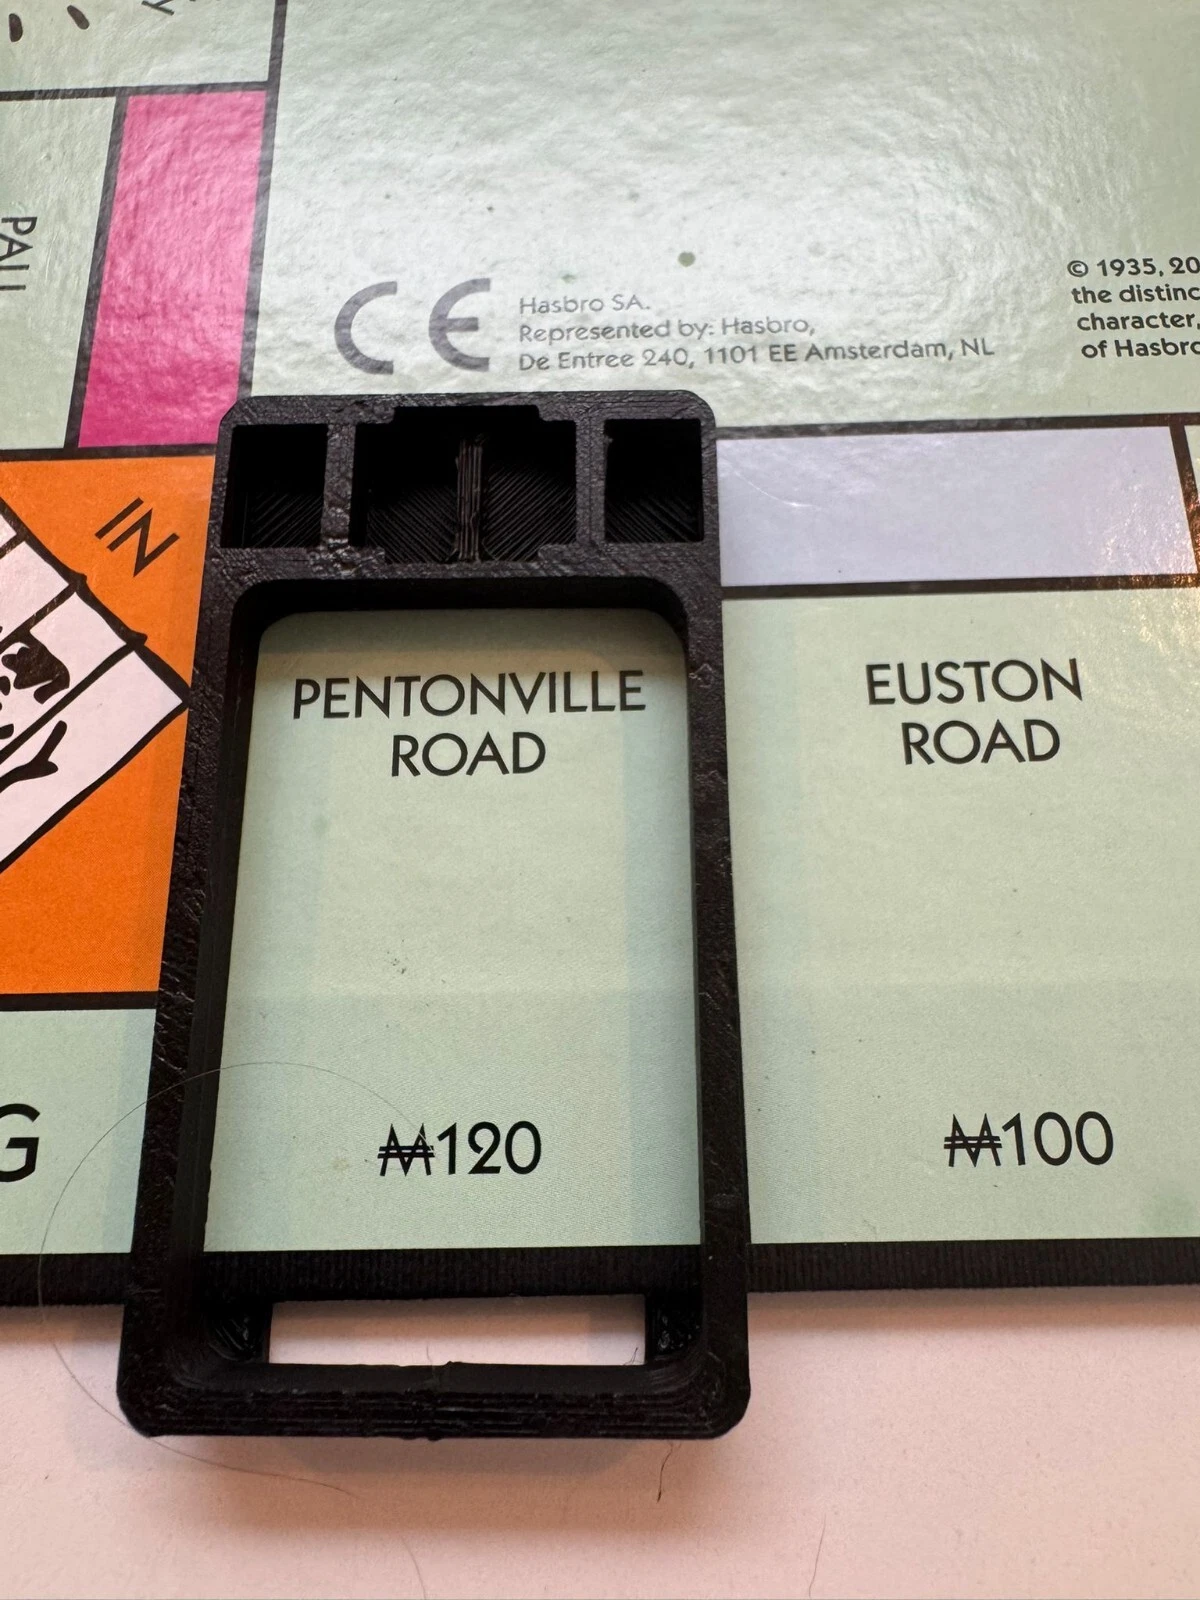 PALL
CE
Hasbro SA.
Represented by: Hasbro,
De Entree 240, 1101 EE Amsterdam, NL
© 1935, 20
the distinc
character,
of Hasbro
IN
PENTONVILLE
ROAD
₩120
EUSTON
ROAD
₩100
G